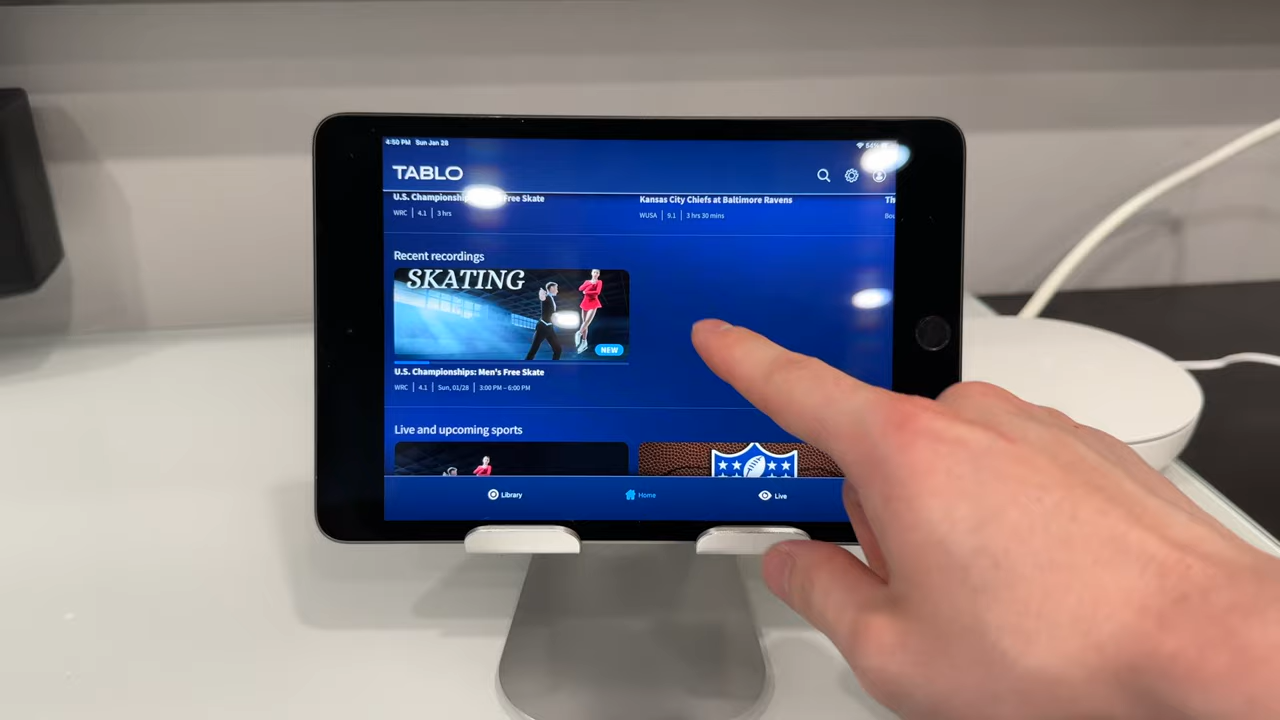 4:50 PM Sun Jan 28
64%
TABLO
U.S. Championship Free Skate
Kansas City Chiefs at Baltimore Ravens
Th
WRC | 4.1 | 3 hrs
WUSA | 9.1 | 3 hrs 30 mins
Recent recordings
SKATING
NEW
U.S. Championships: Men's Free Skate
WRC | 4.1 | Sun, 01/28 | 3:00 PM – 6:00 PM
Live and upcoming sports
Library
Home
Live